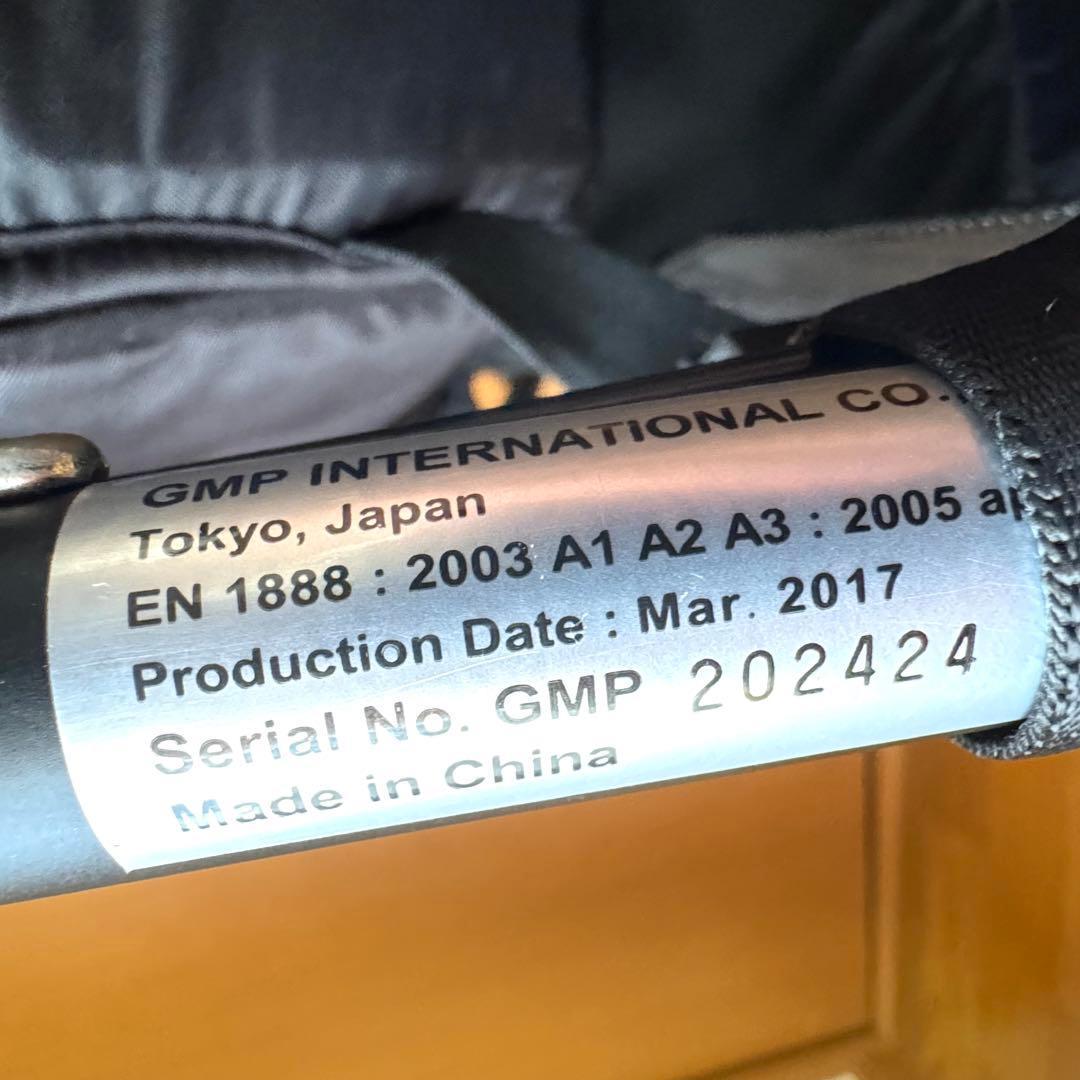 GMP INTERNATIONAL CO.
Tokyo, Japan
EN 1888 : 2003 A1 A2 A3 : 2005
Production Date : Mar. 2017
Serial No. GMP 202424
Made in China